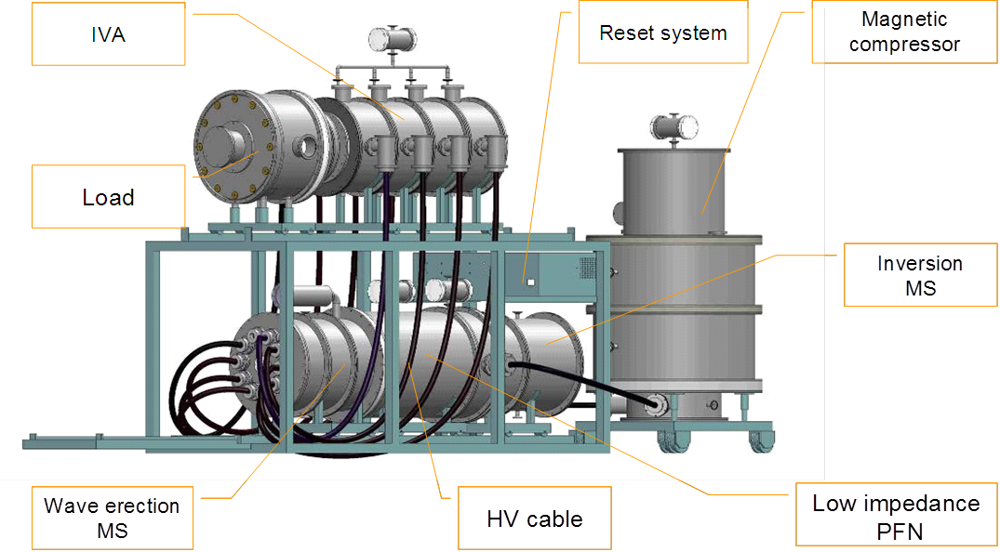 IVA
Reset system
Magnetic
compressor
Load
Inversion
MS
Wave erection
MS
HV cable
Low impedance
PFN